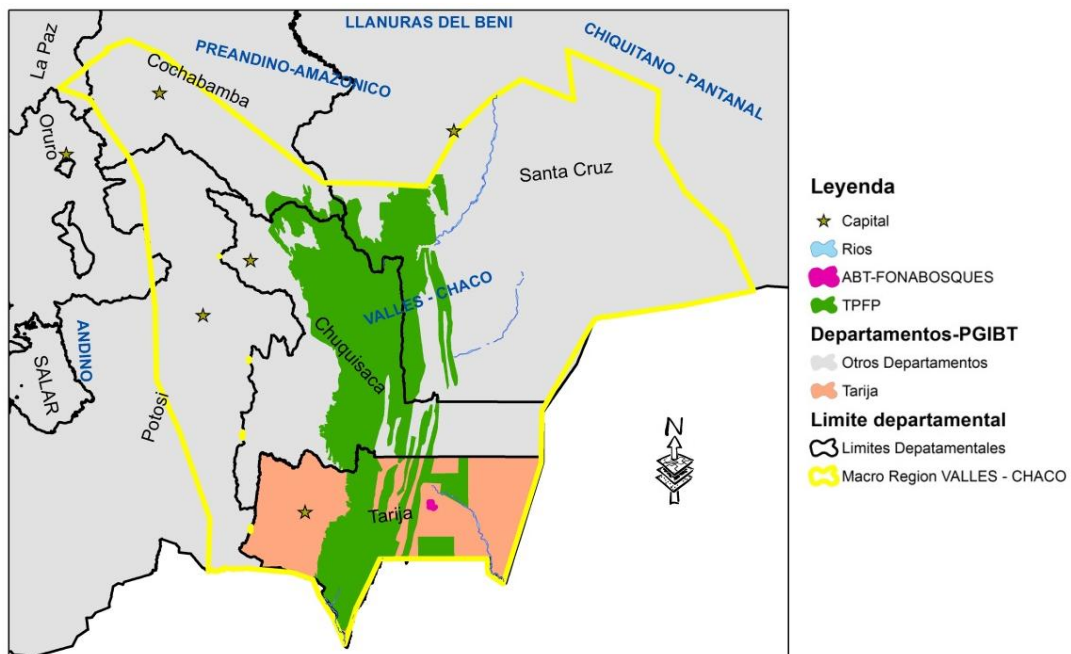 LLANURAS DEL BENI
CHIQUITANO - PANTANAL
PREANDINO-AMAZONICO
La Paz
Cochabamba
Oruro
Santa Cruz
VALLES - CHACO
Chuquisaca
ANDINO
SALAR
Potosi
Tarija
N
Leyenda
Capital
Rios
ABT-FONABOSQUES
TPFP
Departamentos-PGIBT
Otros Departamentos
Tarija
Limite departamental
Limites Depatamentales
Macro Region VALLES - CHACO